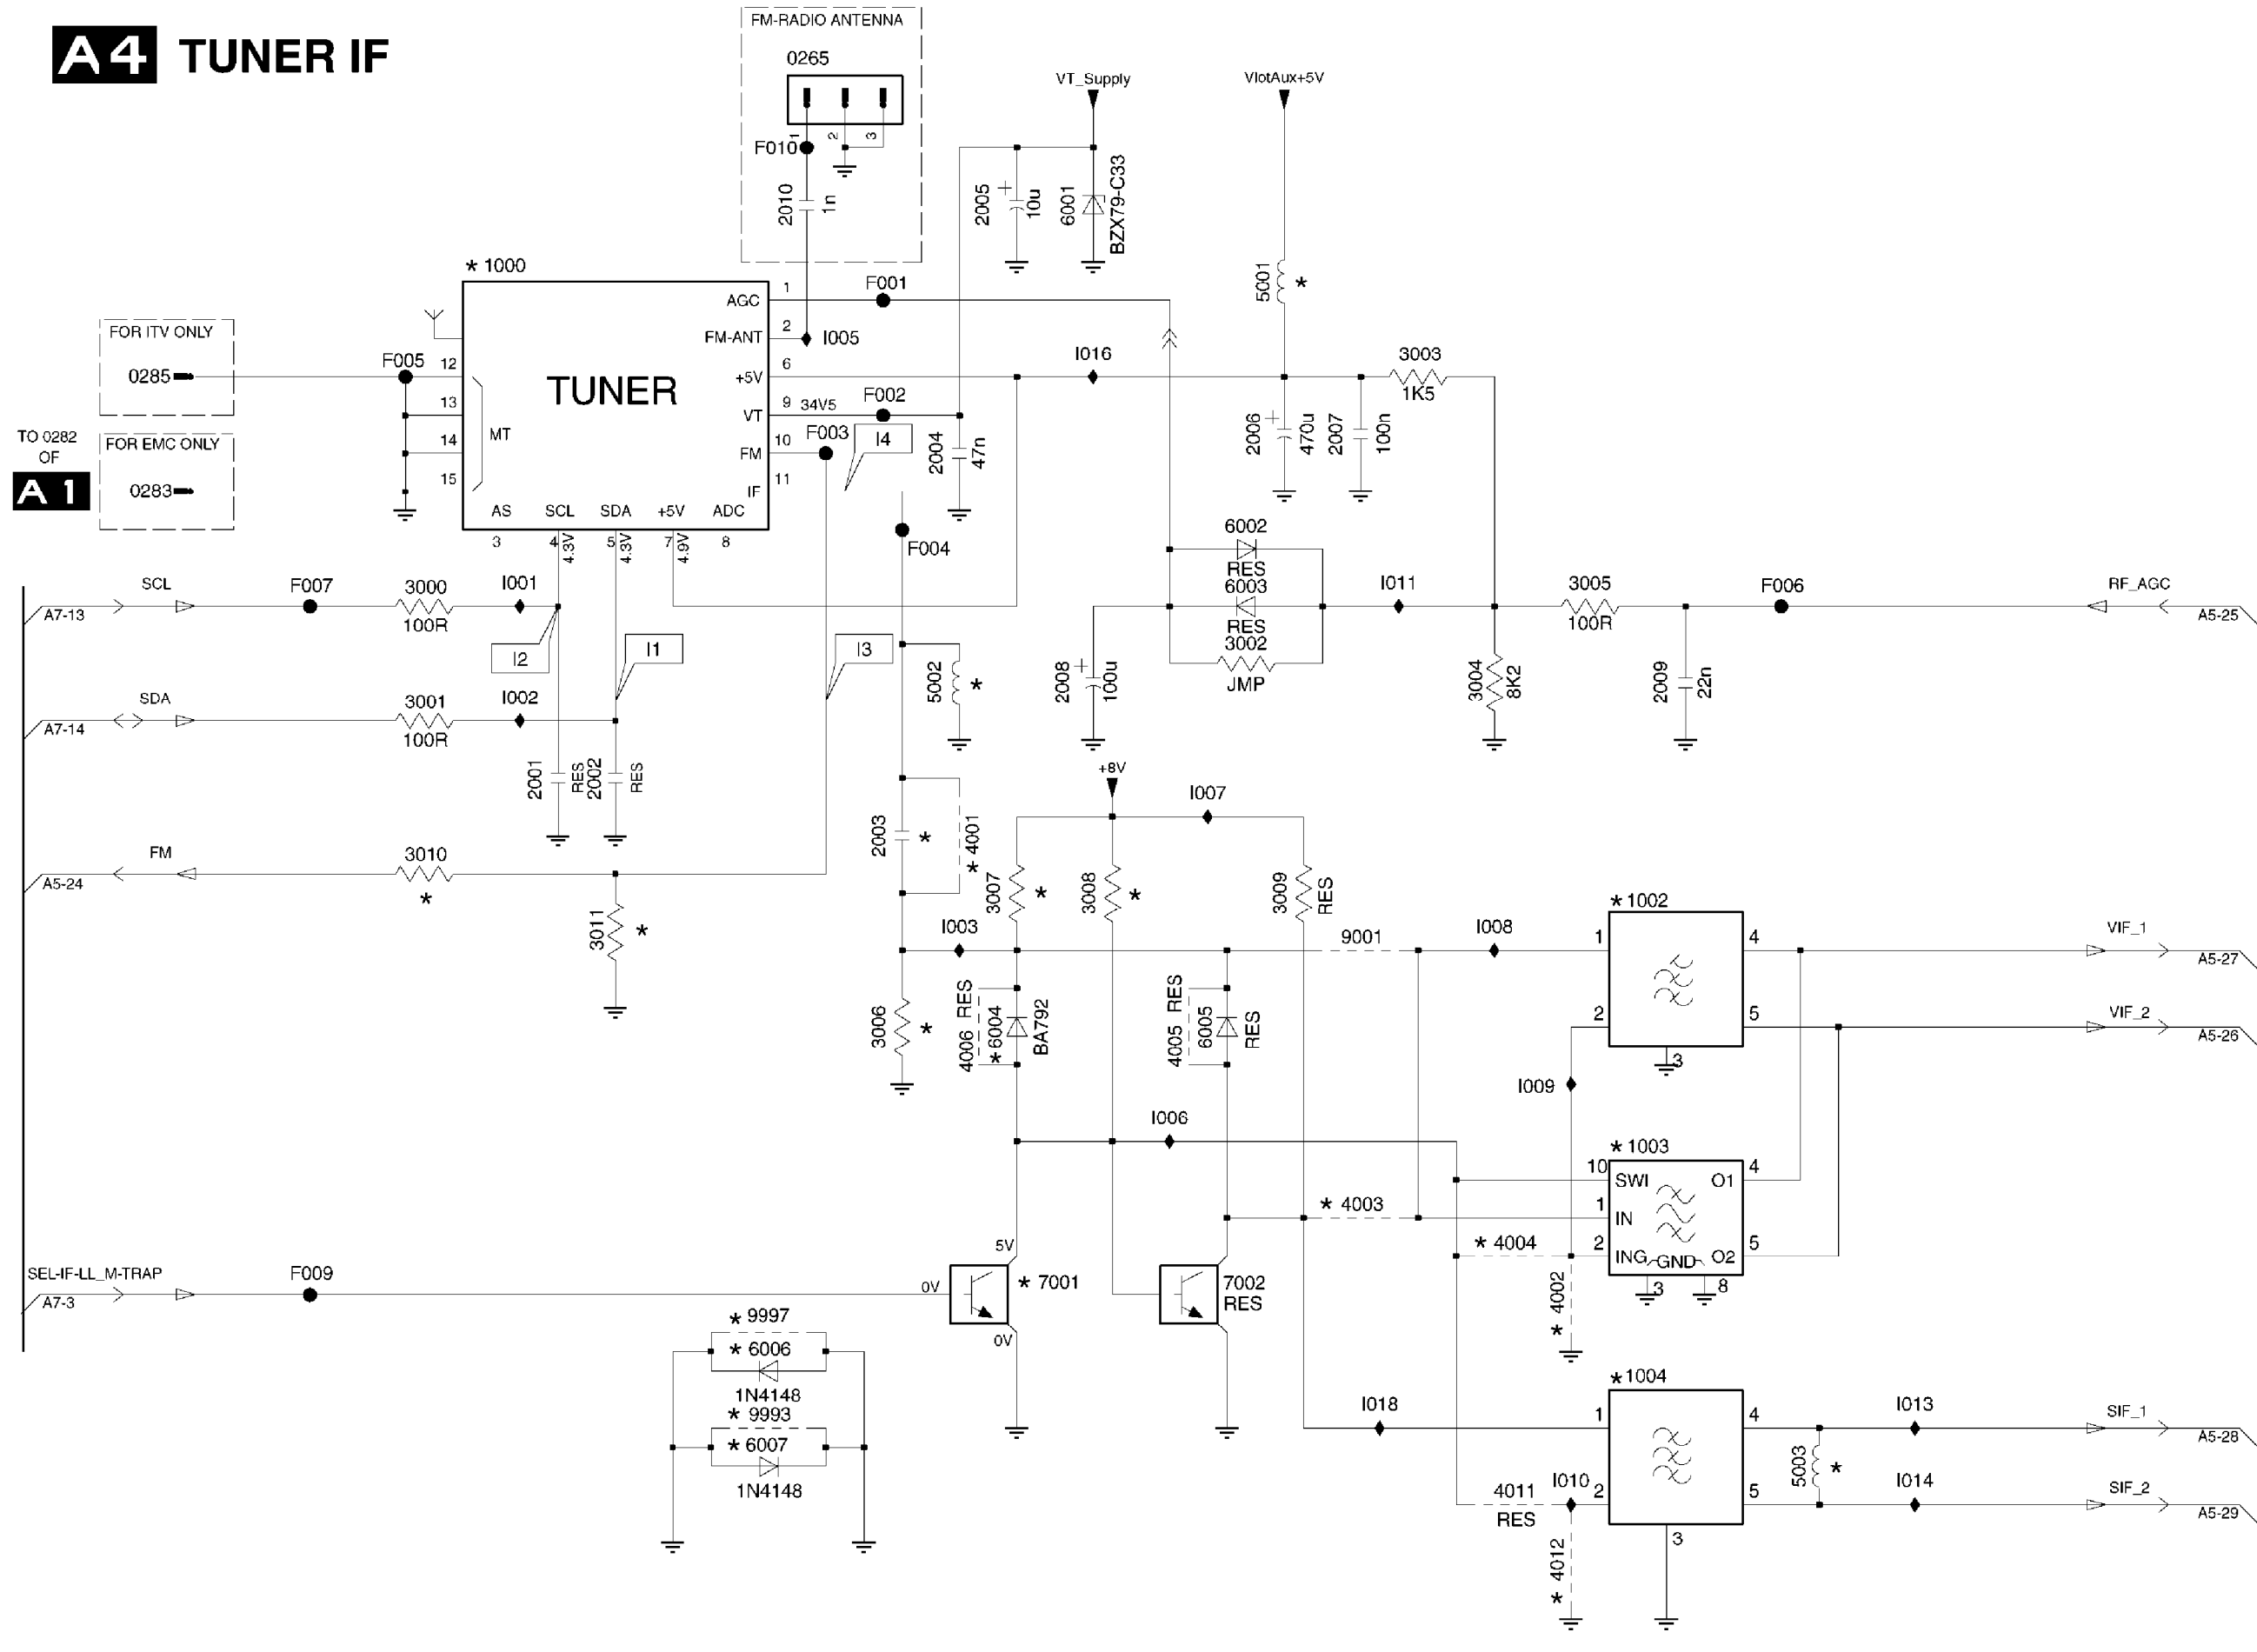 A4 TUNER IF
FM-RADIO ANTENNA
0265
1 2 3
F010
2010
1n
VT_Supply
VlotAux+5V
2005
+
10u
6001
BZX79-C33
5001
*
* 1000
TUNER
AGC 1
FM-ANT 2
+5V 6
VT 9 34V5
FM 10
IF 11
12
13
14
15
MT
AS SCL SDA +5V ADC
3 4 5 7 8
4.3V
4.3V
4.9V
F001
I005
F002
F003
I4
F004
I016
3003
1K5
FOR ITV ONLY
0285
F005
TO 0282
OF
A 1
FOR EMC ONLY
0283
2004
47n
2006
+
470u
2007
100n
6002
RES
6003
RES
3002
JMP
I011
3005
100R
F006
RF_AGC
A5-25
SCL
A7-13
F007
3000
100R
I001
I2
I1
I3
SDA
A7-14
3001
100R
I002
2001
RES
2002
RES
5002
*
2008
+
100u
3004
8K2
2009
22n
FM
A5-24
3010
*
3011
*
2003
*
* 4001
+8V
I007
3007
*
3008
*
3009
RES
I003
9001
I008
3006
*
4006 RES
* 6004
BA792
4005 RES
6005
RES
* 1002
1 4
2 5
3
VIF_1
A5-27
VIF_2
A5-26
I009
I006
* 1003
10 SWI O1 4
1 IN
2 ING GND O2 5
3 8
* 4003
* 4004
* 4002
SEL-IF-LL_M-TRAP
A7-3
F009
5V
0V
0V
* 7001
7002
RES
* 9997
* 6006
1N4148
* 9993
* 6007
1N4148
* 1004
1 4
2 5
3
I018
I013
SIF_1
A5-28
5003
*
4011
RES
I010
I014
SIF_2
A5-29
* 4012